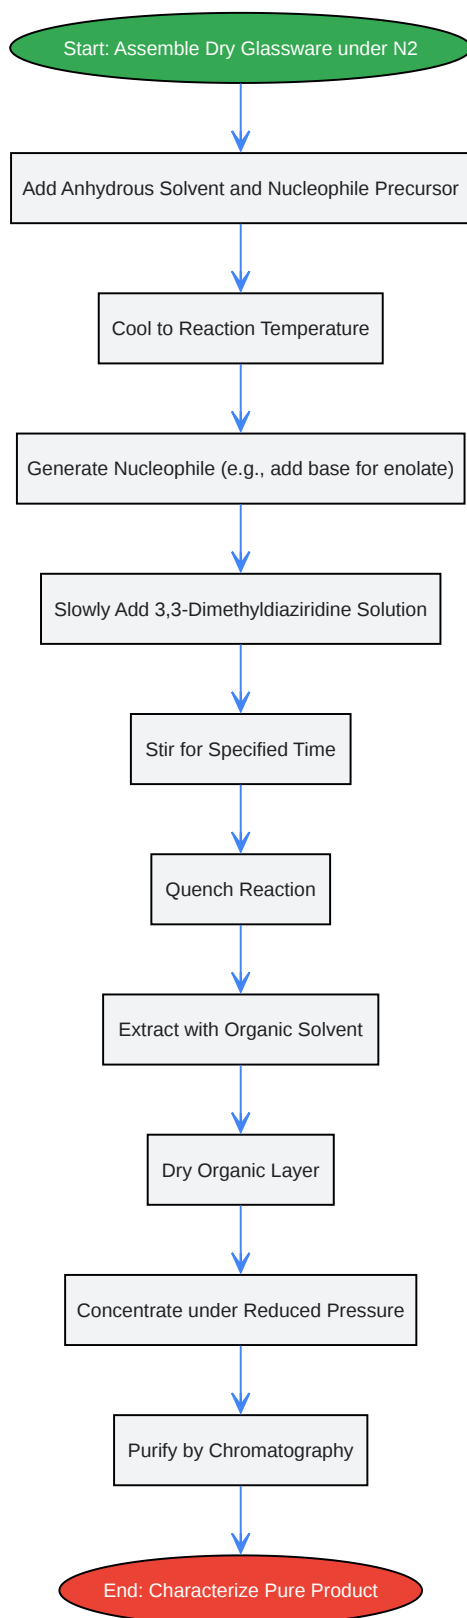 Start: Assemble Dry Glassware under N2
Add Anhydrous Solvent and Nucleophile Precursor
Cool to Reaction Temperature
Generate Nucleophile (e.g., add base for enolate)
Slowly Add 3,3-Dimethyldiaziridine Solution
Stir for Specified Time
Quench Reaction
Extract with Organic Solvent
Dry Organic Layer
Concentrate under Reduced Pressure
Purify by Chromatography
End: Characterize Pure Product